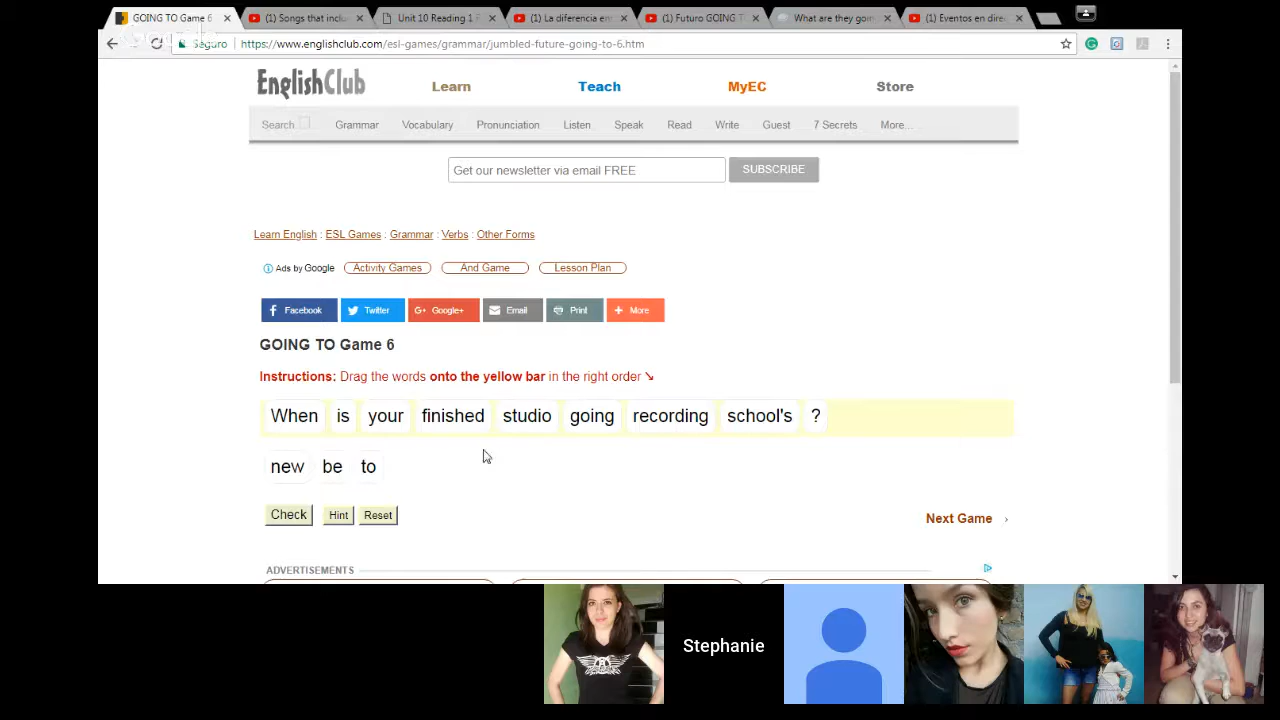 GOING TO Game 6
(1) Songs that inclu
Unit 10 Reading 1
(1) La diferencia en
(1) Futuro GOING T
What are they gom
(1) Eventos en dire
Seguro
https://www.englishclub.com/esl-games/grammar/jumbled-future-going-to-6.htm
EnglishClub Learn Teach MyEC Store
Search Grammar Vocabulary Pronunciation Listen Speak Read Write Guest 7 Secrets More...
Get our newsletter via email FREE SUBSCRIBE
Learn English : ESL Games : Grammar : Verbs : Other Forms
Ads by Google Activity Games And Game Lesson Plan
Facebook Twitter G+ Google+ Email Print More
GOING TO Game 6
Instructions: Drag the words onto the yellow bar in the right order ↘
When is your finished studio going recording school's ?
new be to
Check Hint Reset Next Game ›
ADVERTISEMENTS
Stephanie